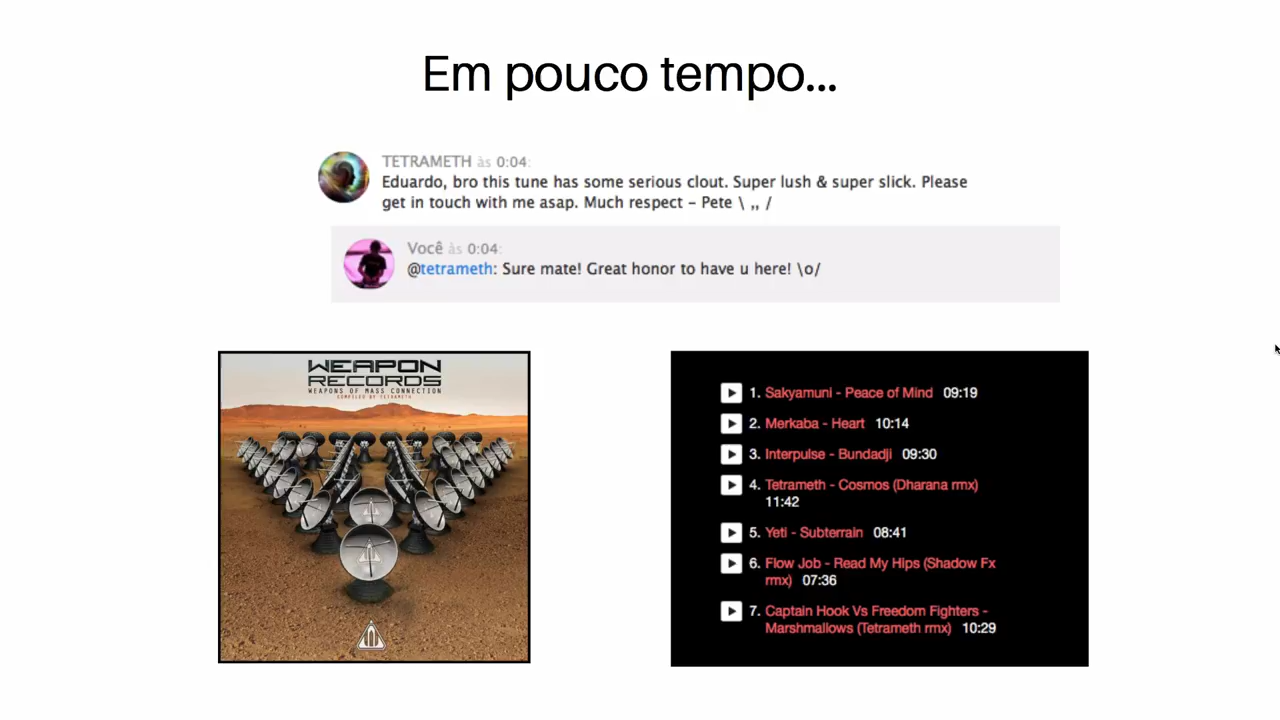 Em pouco tempo...
TETRAMETH às 0:04:
Eduardo, bro this tune has some serious clout. Super lush & super slick. Please
get in touch with me asap. Much respect – Pete \ ,, /
Você às 0:04:
@tetrameth: Sure mate! Great honor to have u here! \o/
WEAPON
RECORDS
WEAPONS OF MASS CONNECTION
COMPILED BY TETRAMETH
1. Sakyamuni - Peace of Mind 09:19
2. Merkaba - Heart 10:14
3. Interpulse - Bundadji 09:30
4. Tetrameth - Cosmos (Dharana rmx)
11:42
5. Yeti - Subterrain 08:41
6. Flow Job - Read My Hips (Shadow Fx
rmx) 07:36
7. Captain Hook Vs Freedom Fighters -
Marshmallows (Tetrameth rmx) 10:29